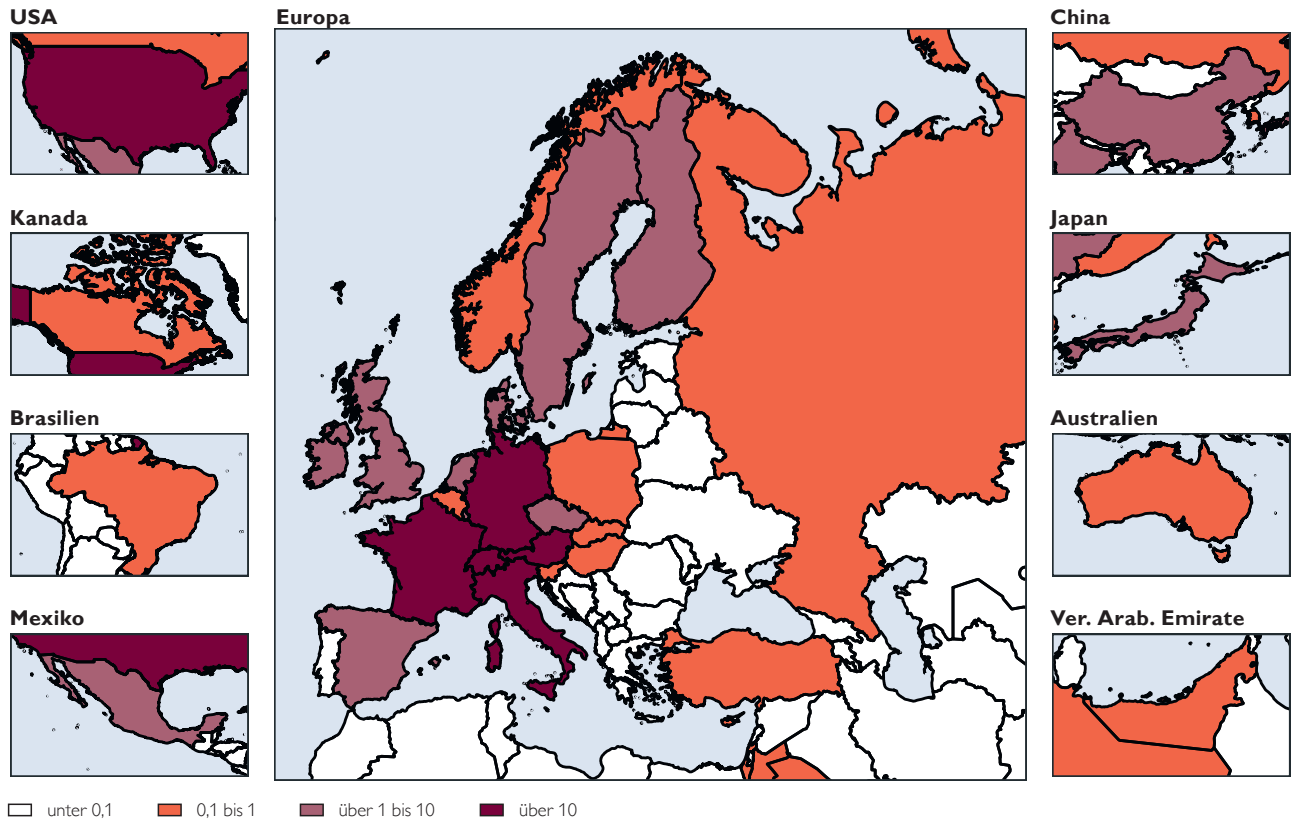 USA
Europa
China
Kanada
Japan
Brasilien
Australien
Mexiko
Ver. Arab. Emirate
unter 0,1
0,1 bis 1
über 1 bis 10
über 10